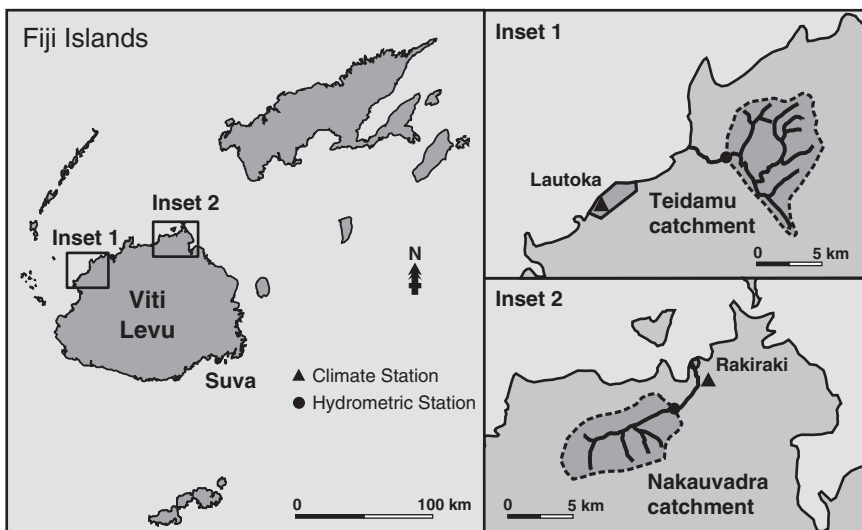 Fiji Islands
Inset 1
Inset 2
Viti
Levu
Suva
N
Climate Station
Hydrometric Station
0
100 km
Inset 1
Lautoka
Teidamu
catchment
0
5 km
Inset 2
Rakiraki
Nakauvadra
catchment
0
5 km